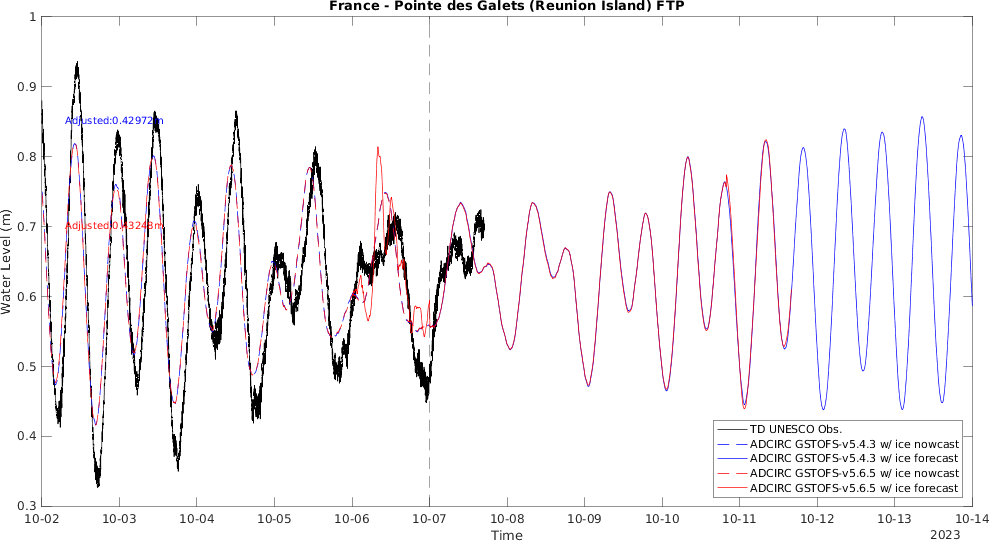 France - Pointe des Galets (Reunion Island) FTP
1
0.9
0.8
0.7
0.6
0.5
0.4
0.3
Water Level (m)
Adjusted:0.42972m
Adjusted:0.43243m
TD UNESCO Obs.
ADCIRC GSTOFS-v5.4.3 w/ ice nowcast
ADCIRC GSTOFS-v5.4.3 w/ ice forecast
ADCIRC GSTOFS-v5.6.5 w/ ice nowcast
ADCIRC GSTOFS-v5.6.5 w/ ice forecast
10-02 10-03 10-04 10-05 10-06 10-07 10-08 10-09 10-10 10-11 10-12 10-13 10-14
Time
2023